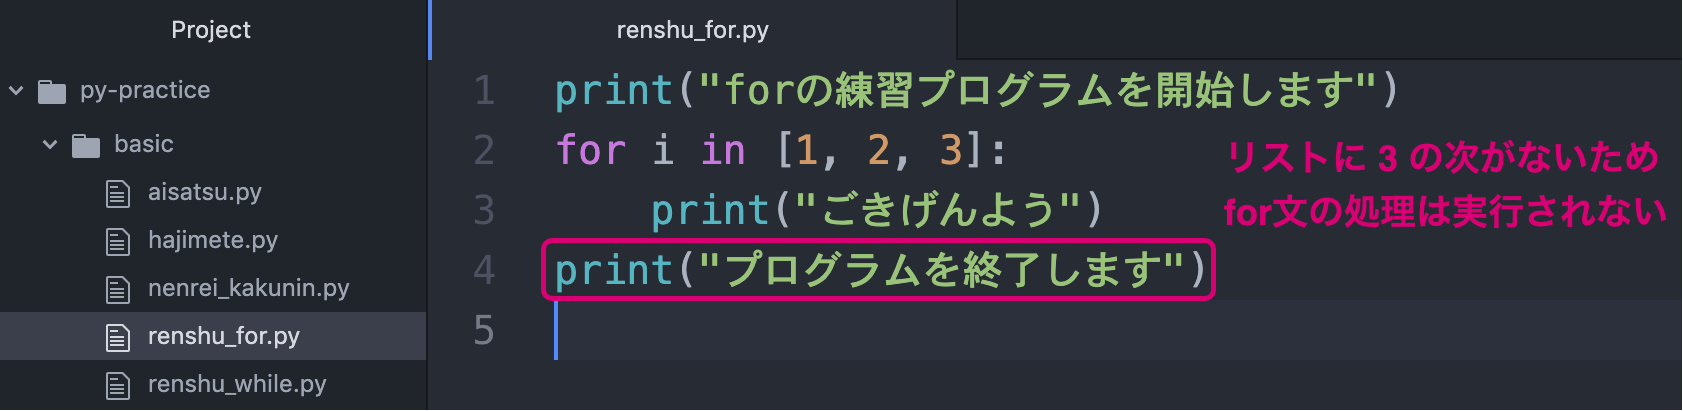 Project
py-practice
basic
aisatsu.py
hajimete.py
nenrei_kakunin.py
renshu_for.py
renshu_while.py
renshu_for.py
1 print("forの練習プログラムを開始します")
2 for i in [1, 2, 3]:
3 print("ごきげんよう")
4 print("プログラムを終了します")
5
リストに 3 の次がないため
for文の処理は実行されない